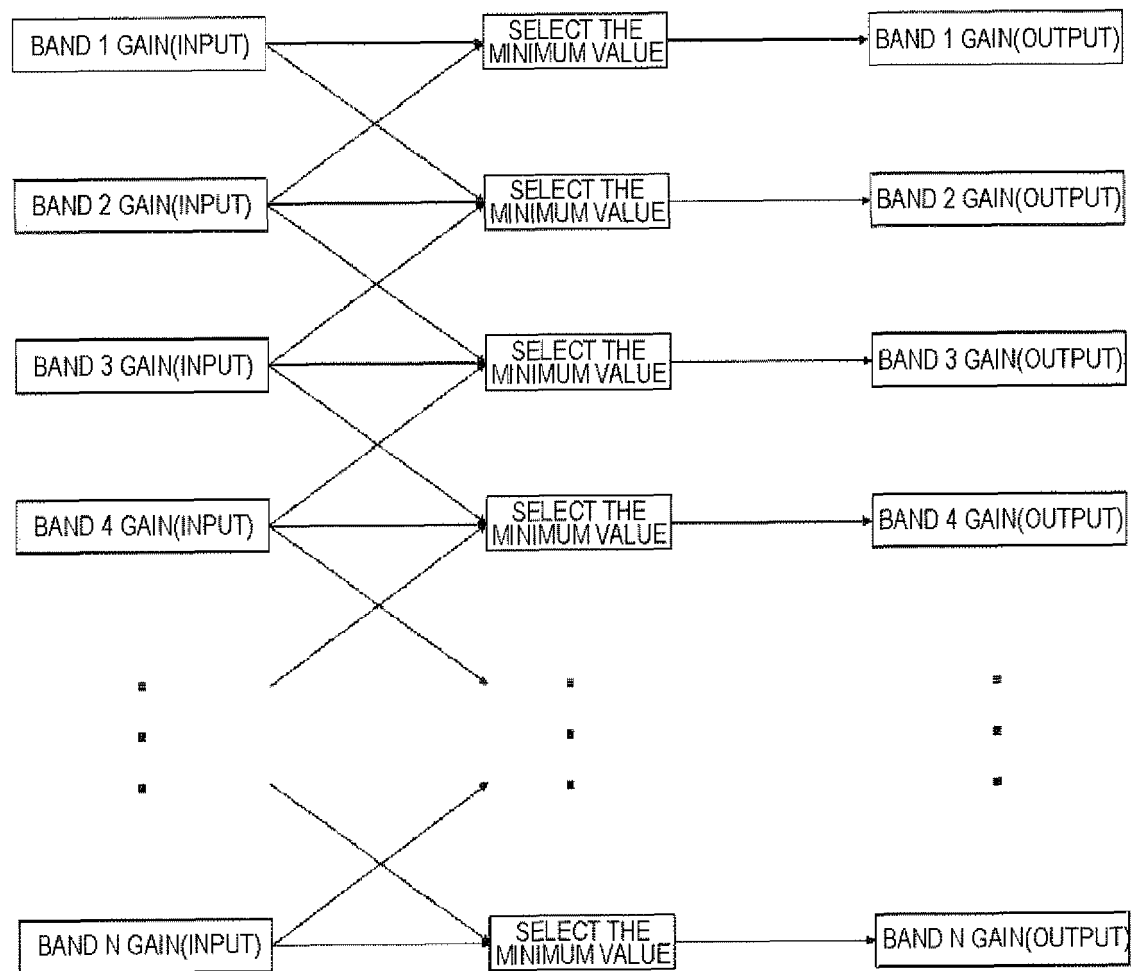 BAND 1 GAIN(INPUT)
SELECT THE
MINIMUM VALUE
BAND 1 GAIN(OUTPUT)
BAND 2 GAIN(INPUT)
SELECT THE
MINIMUM VALUE
BAND 2 GAIN(OUTPUT)
BAND 3 GAIN(INPUT)
SELECT THE
MINIMUM VALUE
BAND 3 GAIN(OUTPUT)
BAND 4 GAIN(INPUT)
SELECT THE
MINIMUM VALUE
BAND 4 GAIN(OUTPUT)
BAND N GAIN(INPUT)
SELECT THE
MINIMUM VALUE
BAND N GAIN(OUTPUT)